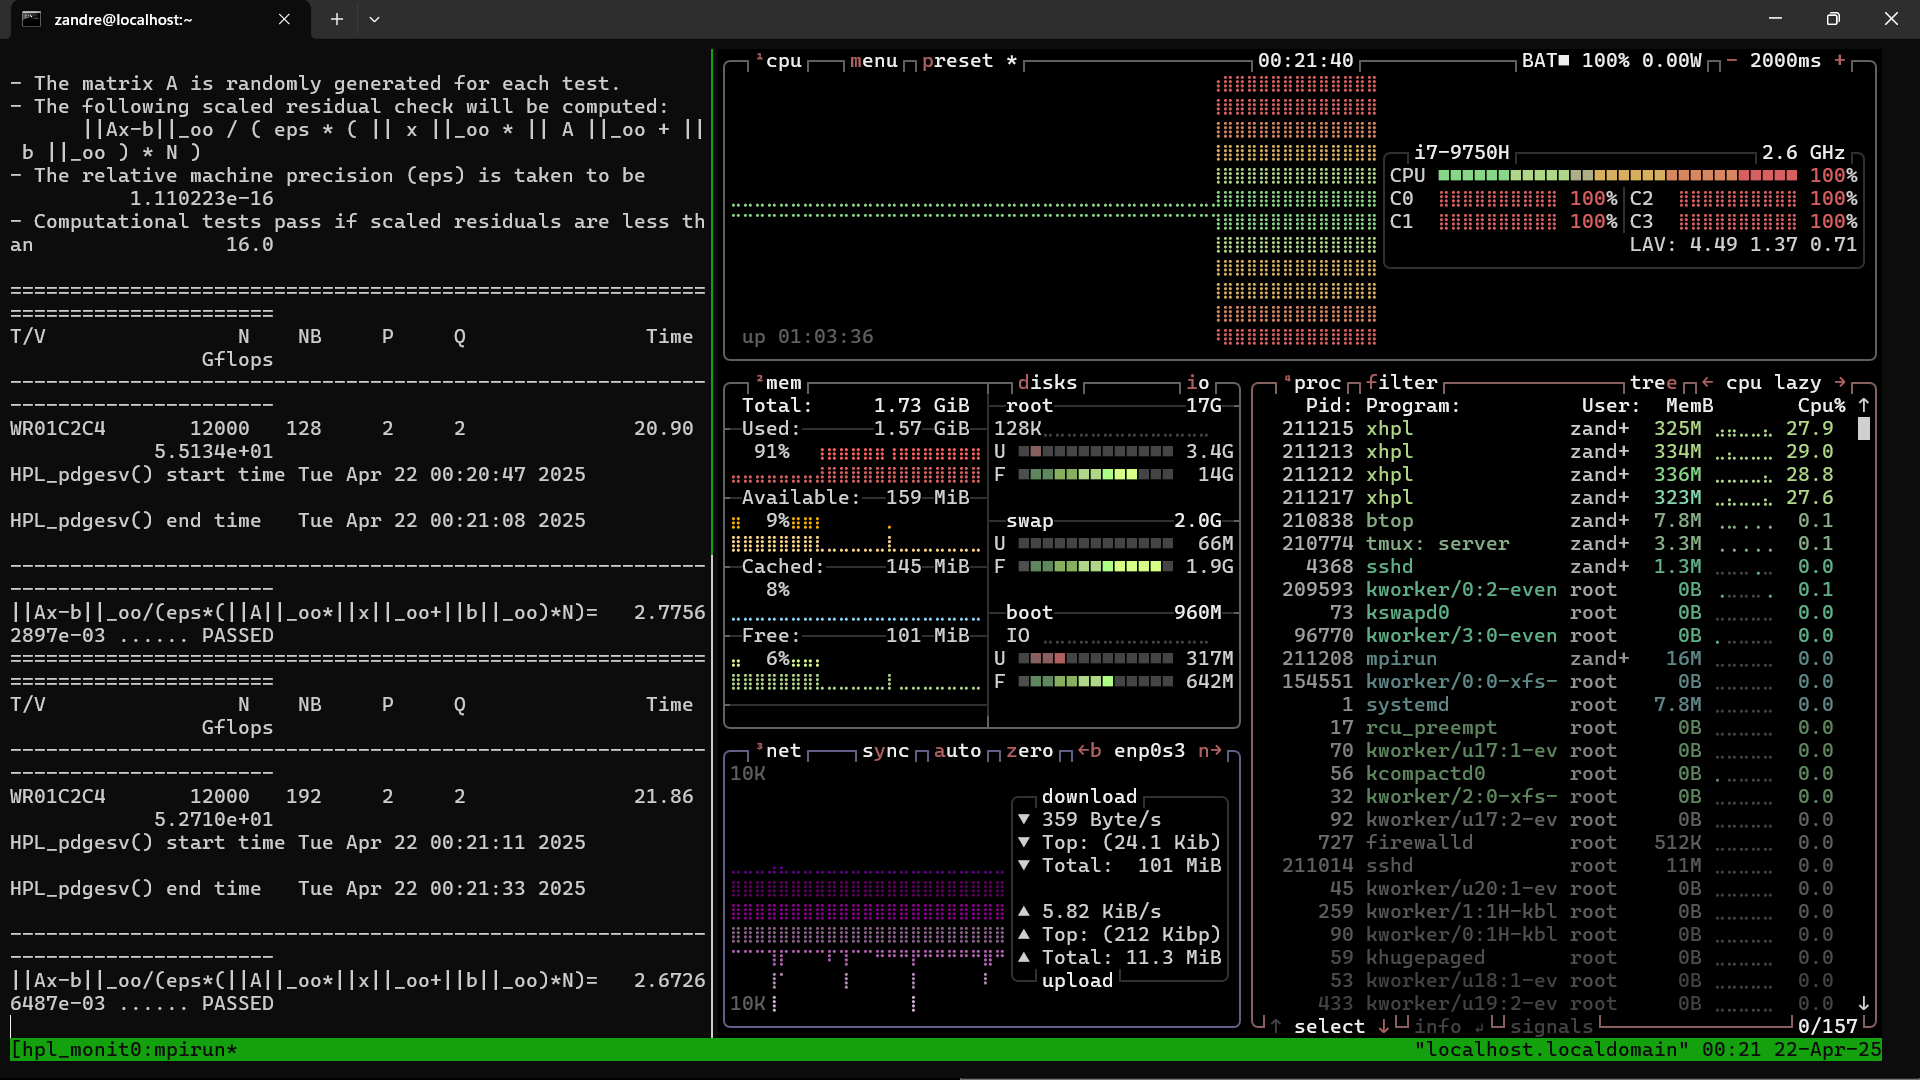 zandre@localhost:~
- The matrix A is randomly generated for each test.
- The following scaled residual check will be computed:
      ||Ax-b||_oo / ( eps * ( || x ||_oo * || A ||_oo + ||
 b ||_oo ) * N )
- The relative machine precision (eps) is taken to be
          1.110223e-16
- Computational tests pass if scaled residuals are less th
an                16.0
==========================================================
======================
T/V                N    NB     P     Q               Time
                Gflops
----------------------------------------------------------
----------------------
WR01C2C4       12000   128     2     2              20.90
            5.5134e+01
HPL_pdgesv() start time Tue Apr 22 00:20:47 2025
HPL_pdgesv() end time   Tue Apr 22 00:21:08 2025
----------------------------------------------------------
----------------------
||Ax-b||_oo/(eps*(||A||_oo*||x||_oo+||b||_oo)*N)=   2.7756
2897e-03 ...... PASSED
==========================================================
======================
T/V                N    NB     P     Q               Time
                Gflops
----------------------------------------------------------
----------------------
WR01C2C4       12000   192     2     2              21.86
            5.2710e+01
HPL_pdgesv() start time Tue Apr 22 00:21:11 2025
HPL_pdgesv() end time   Tue Apr 22 00:21:33 2025
----------------------------------------------------------
----------------------
||Ax-b||_oo/(eps*(||A||_oo*||x||_oo+||b||_oo)*N)=   2.6726
6487e-03 ...... PASSED
¹cpu menu preset * 00:21:40 BAT■ 100% 0.00W - 2000ms +
i7-9750H 2.6 GHz
CPU 100%
C0 100% C2 100%
C1 100% C3 100%
LAV: 4.49 1.37 0.71
up 01:03:36
²mem
Total: 1.73 GiB
Used: 1.57 GiB
91%
Available: 159 MiB
9%
Cached: 145 MiB
8%
Free: 101 MiB
6%
disks io
root 17G
128K
U 3.4G
F 14G
swap 2.0G
U 66M
F 1.9G
boot 960M
IO
U 317M
F 642M
³net sync auto zero ←b enp0s3 n→
10K
download
▼ 359 Byte/s
▼ Top: (24.1 Kib)
▼ Total: 101 MiB
▲ 5.82 KiB/s
▲ Top: (212 Kibp)
▲ Total: 11.3 MiB
upload
10K
⁴proc filter tree ← cpu lazy →
Pid: Program: User: MemB Cpu% ↑
211215 xhpl zand+ 325M 27.9
211213 xhpl zand+ 334M 29.0
211212 xhpl zand+ 336M 28.8
211217 xhpl zand+ 323M 27.6
210838 btop zand+ 7.8M 0.1
210774 tmux: server zand+ 3.3M 0.1
4368 sshd zand+ 1.3M 0.0
209593 kworker/0:2-even root 0B 0.1
73 kswapd0 root 0B 0.0
96770 kworker/3:0-even root 0B 0.0
211208 mpirun zand+ 16M 0.0
154551 kworker/0:0-xfs- root 0B 0.0
1 systemd root 7.8M 0.0
17 rcu_preempt root 0B 0.0
70 kworker/u17:1-ev root 0B 0.0
56 kcompactd0 root 0B 0.0
32 kworker/2:0-xfs- root 0B 0.0
92 kworker/u17:2-ev root 0B 0.0
727 firewalld root 512K 0.0
211014 sshd root 11M 0.0
45 kworker/u20:1-ev root 0B 0.0
259 kworker/1:1H-kbl root 0B 0.0
90 kworker/0:1H-kbl root 0B 0.0
59 khugepaged root 0B 0.0
53 kworker/u18:1-ev root 0B 0.0
433 kworker/u19:2-ev root 0B 0.0 ↓
↑ select ↓ info ↲ signals 0/157
[hpl_monit0:mpirun* "localhost.localdomain" 00:21 22-Apr-25